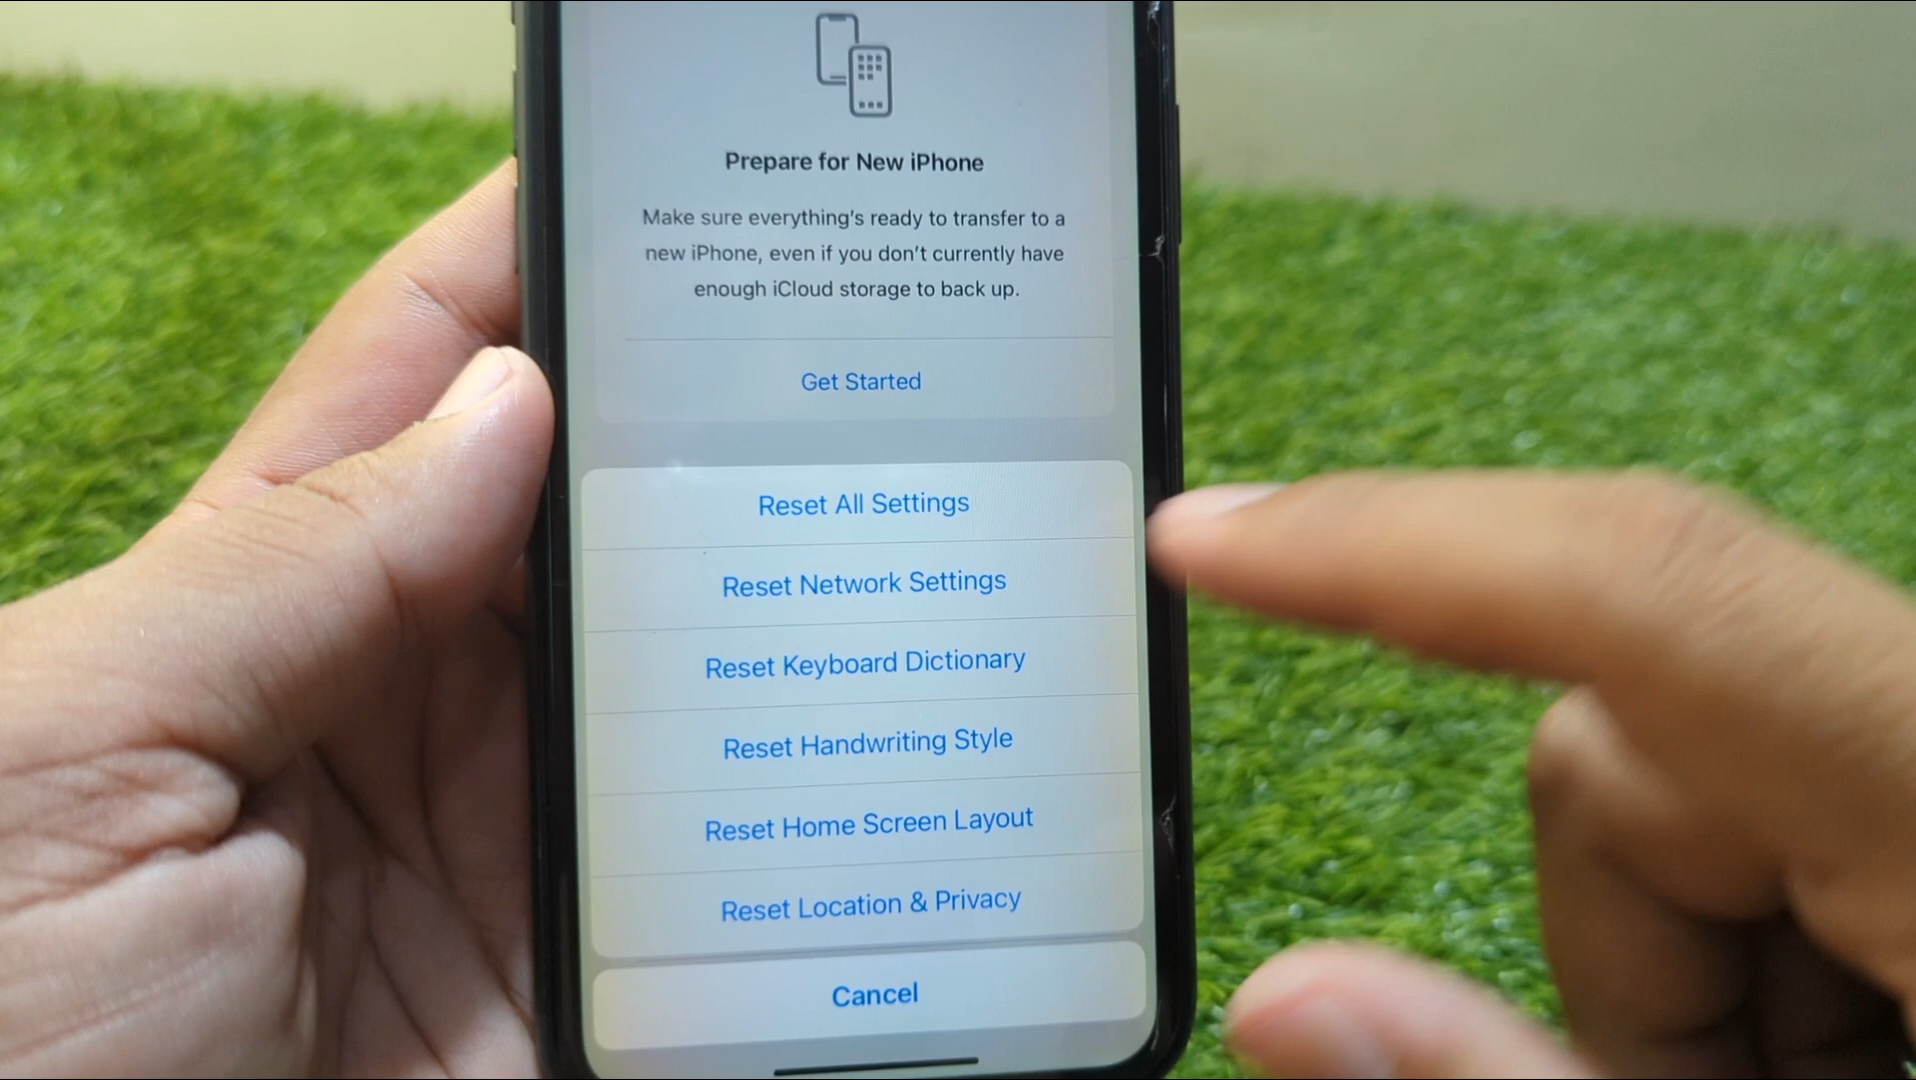 Prepare for New iPhone
Make sure everything's ready to transfer to a
new iPhone, even if you don't currently have
enough iCloud storage to back up.
Get Started
Reset All Settings
Reset Network Settings
Reset Keyboard Dictionary
Reset Handwriting Style
Reset Home Screen Layout
Reset Location & Privacy
Cancel